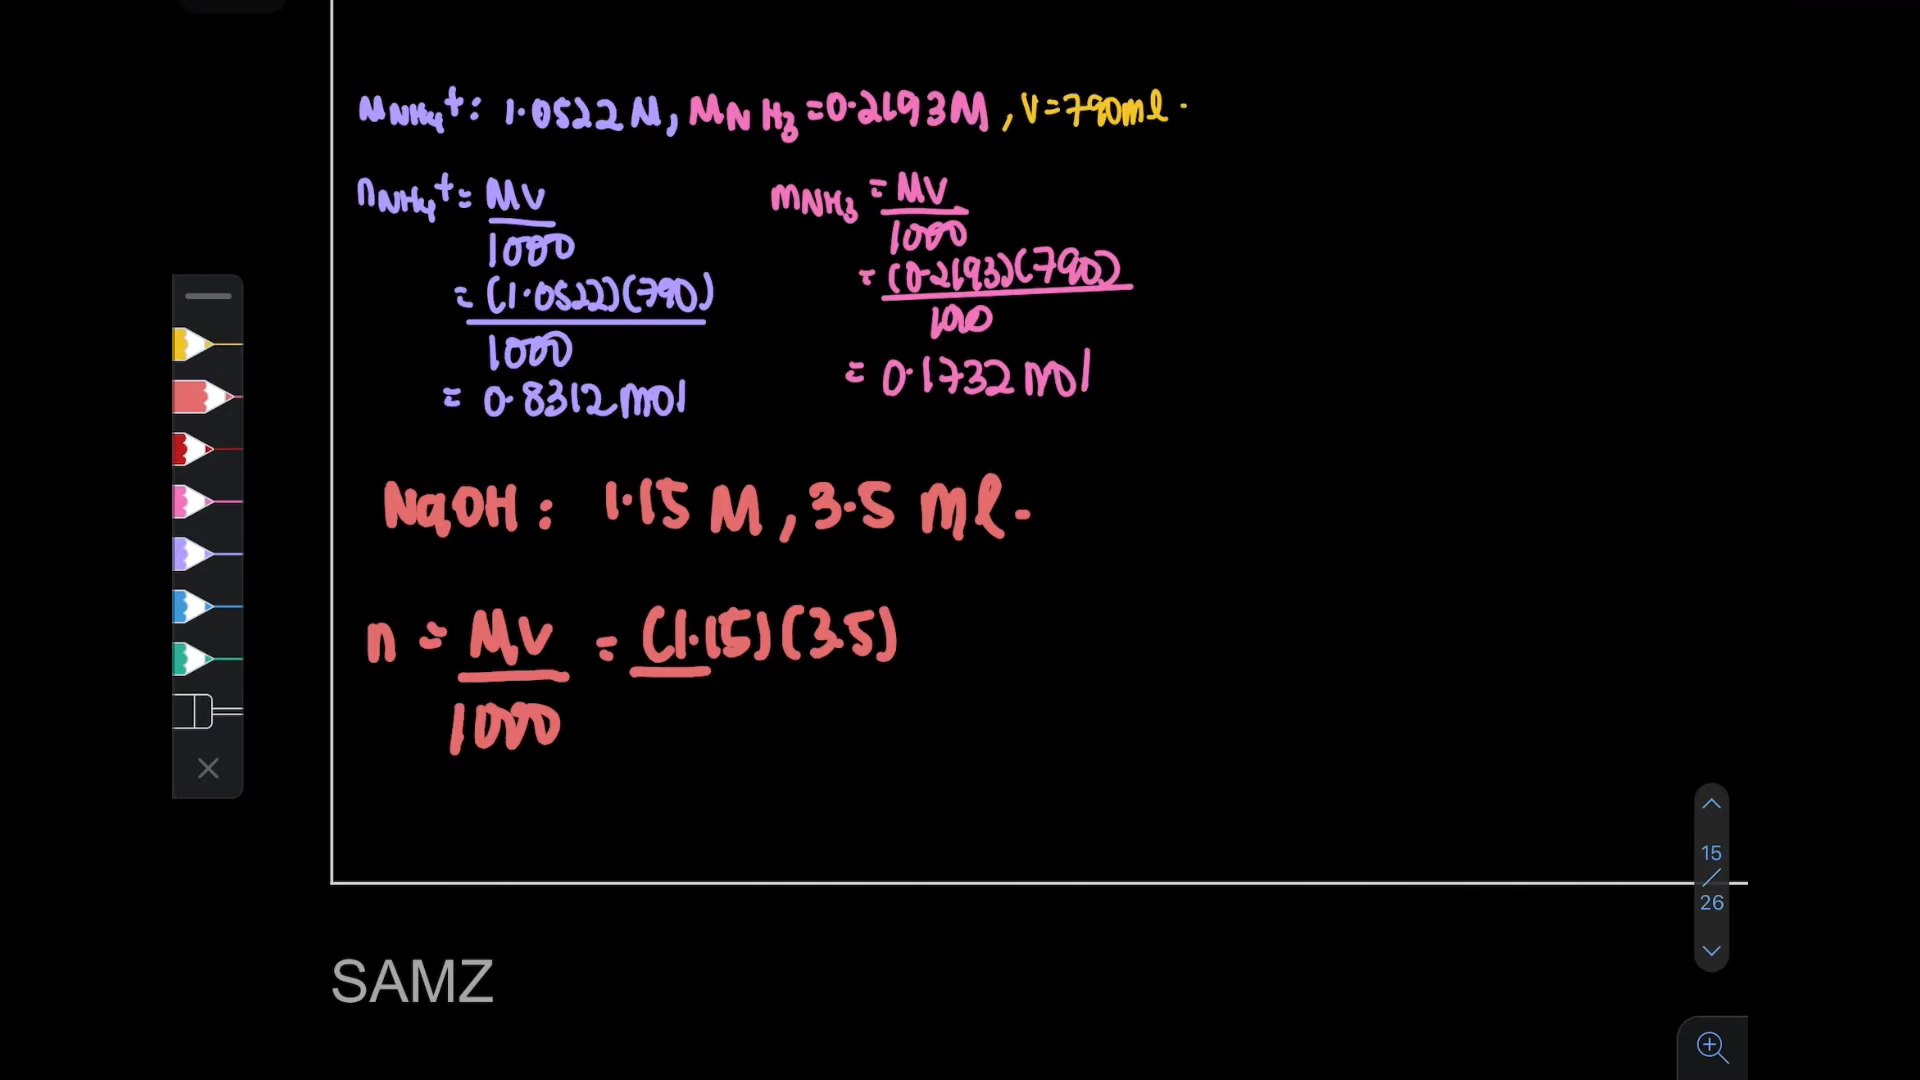 MNH4+: 1.0522 M, MNH3 = 0.2193M, V=790ml.
nNH4+ = MV/1000
= (1.0522)(790)/1000
= 0.8312 mol
mNH3 = MV/1000
= (0.2193)(790)/1000
= 0.1732 mol
NaOH: 1.15 M, 3.5 ml.
n = MV/1000 = (1.15)(3.5)
15
/
26
SAMZ